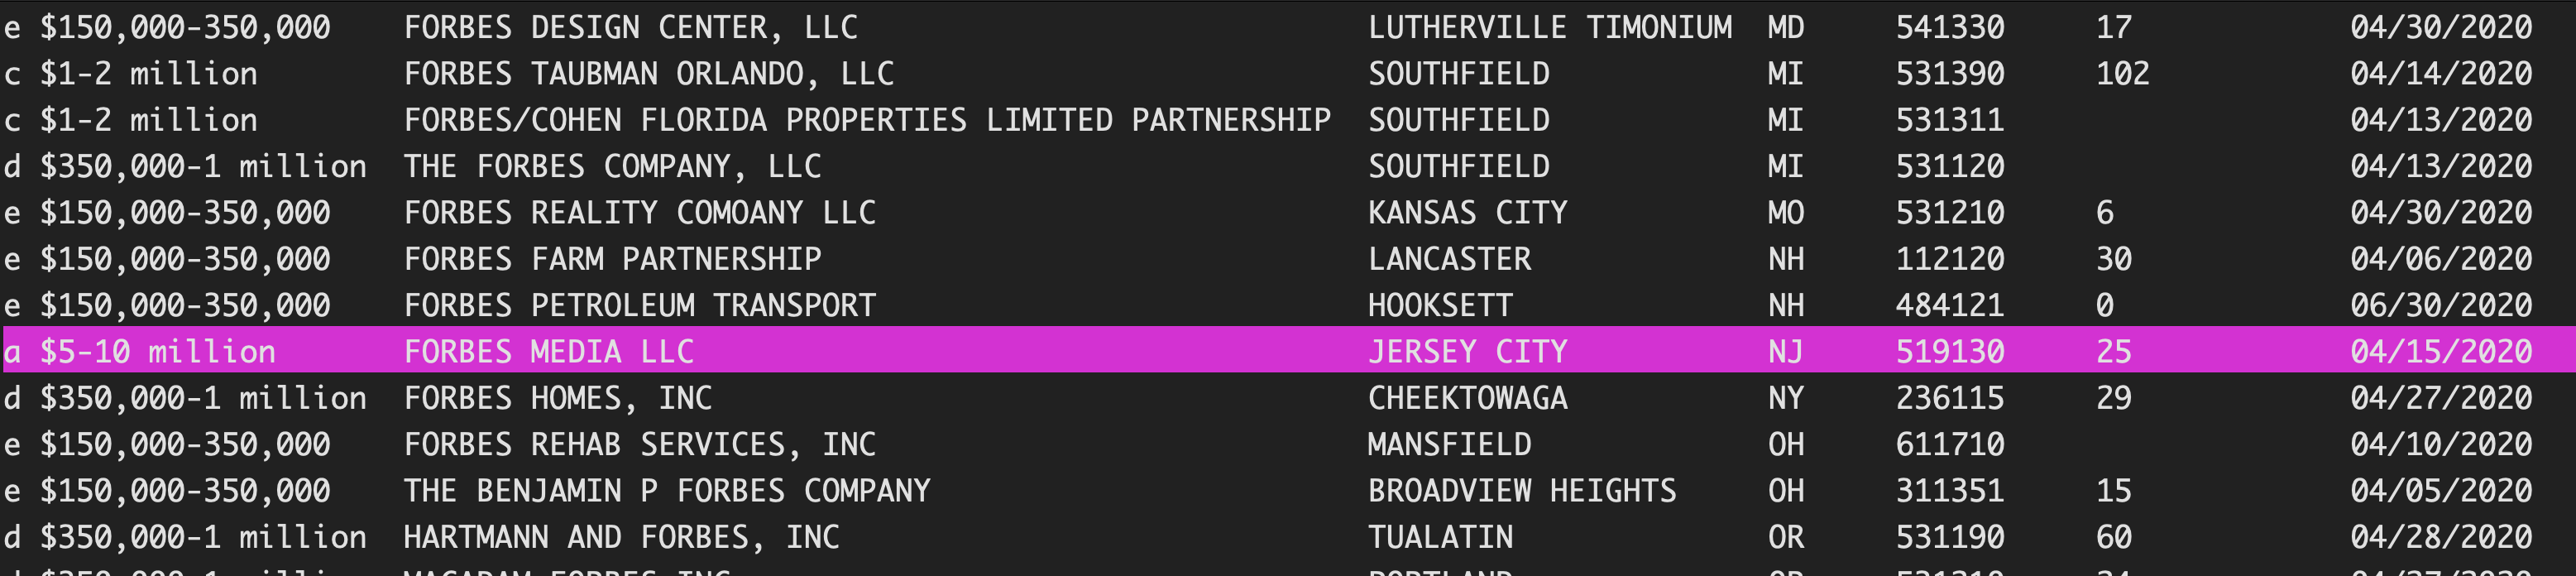 e $150,000-350,000 FORBES DESIGN CENTER, LLC LUTHERVILLE TIMONIUM MD 541330 17 04/30/2020
c $1-2 million FORBES TAUBMAN ORLANDO, LLC SOUTHFIELD MI 531390 102 04/14/2020
c $1-2 million FORBES/COHEN FLORIDA PROPERTIES LIMITED PARTNERSHIP SOUTHFIELD MI 531311 04/13/2020
d $350,000-1 million THE FORBES COMPANY, LLC SOUTHFIELD MI 531120 04/13/2020
e $150,000-350,000 FORBES REALITY COMOANY LLC KANSAS CITY MO 531210 6 04/30/2020
e $150,000-350,000 FORBES FARM PARTNERSHIP LANCASTER NH 112120 30 04/06/2020
e $150,000-350,000 FORBES PETROLEUM TRANSPORT HOOKSETT NH 484121 0 06/30/2020
a $5-10 million FORBES MEDIA LLC JERSEY CITY NJ 519130 25 04/15/2020
d $350,000-1 million FORBES HOMES, INC CHEEKTOWAGA NY 236115 29 04/27/2020
e $150,000-350,000 FORBES REHAB SERVICES, INC MANSFIELD OH 611710 04/10/2020
e $150,000-350,000 THE BENJAMIN P FORBES COMPANY BROADVIEW HEIGHTS OH 311351 15 04/05/2020
d $350,000-1 million HARTMANN AND FORBES, INC TUALATIN OR 531190 60 04/28/2020